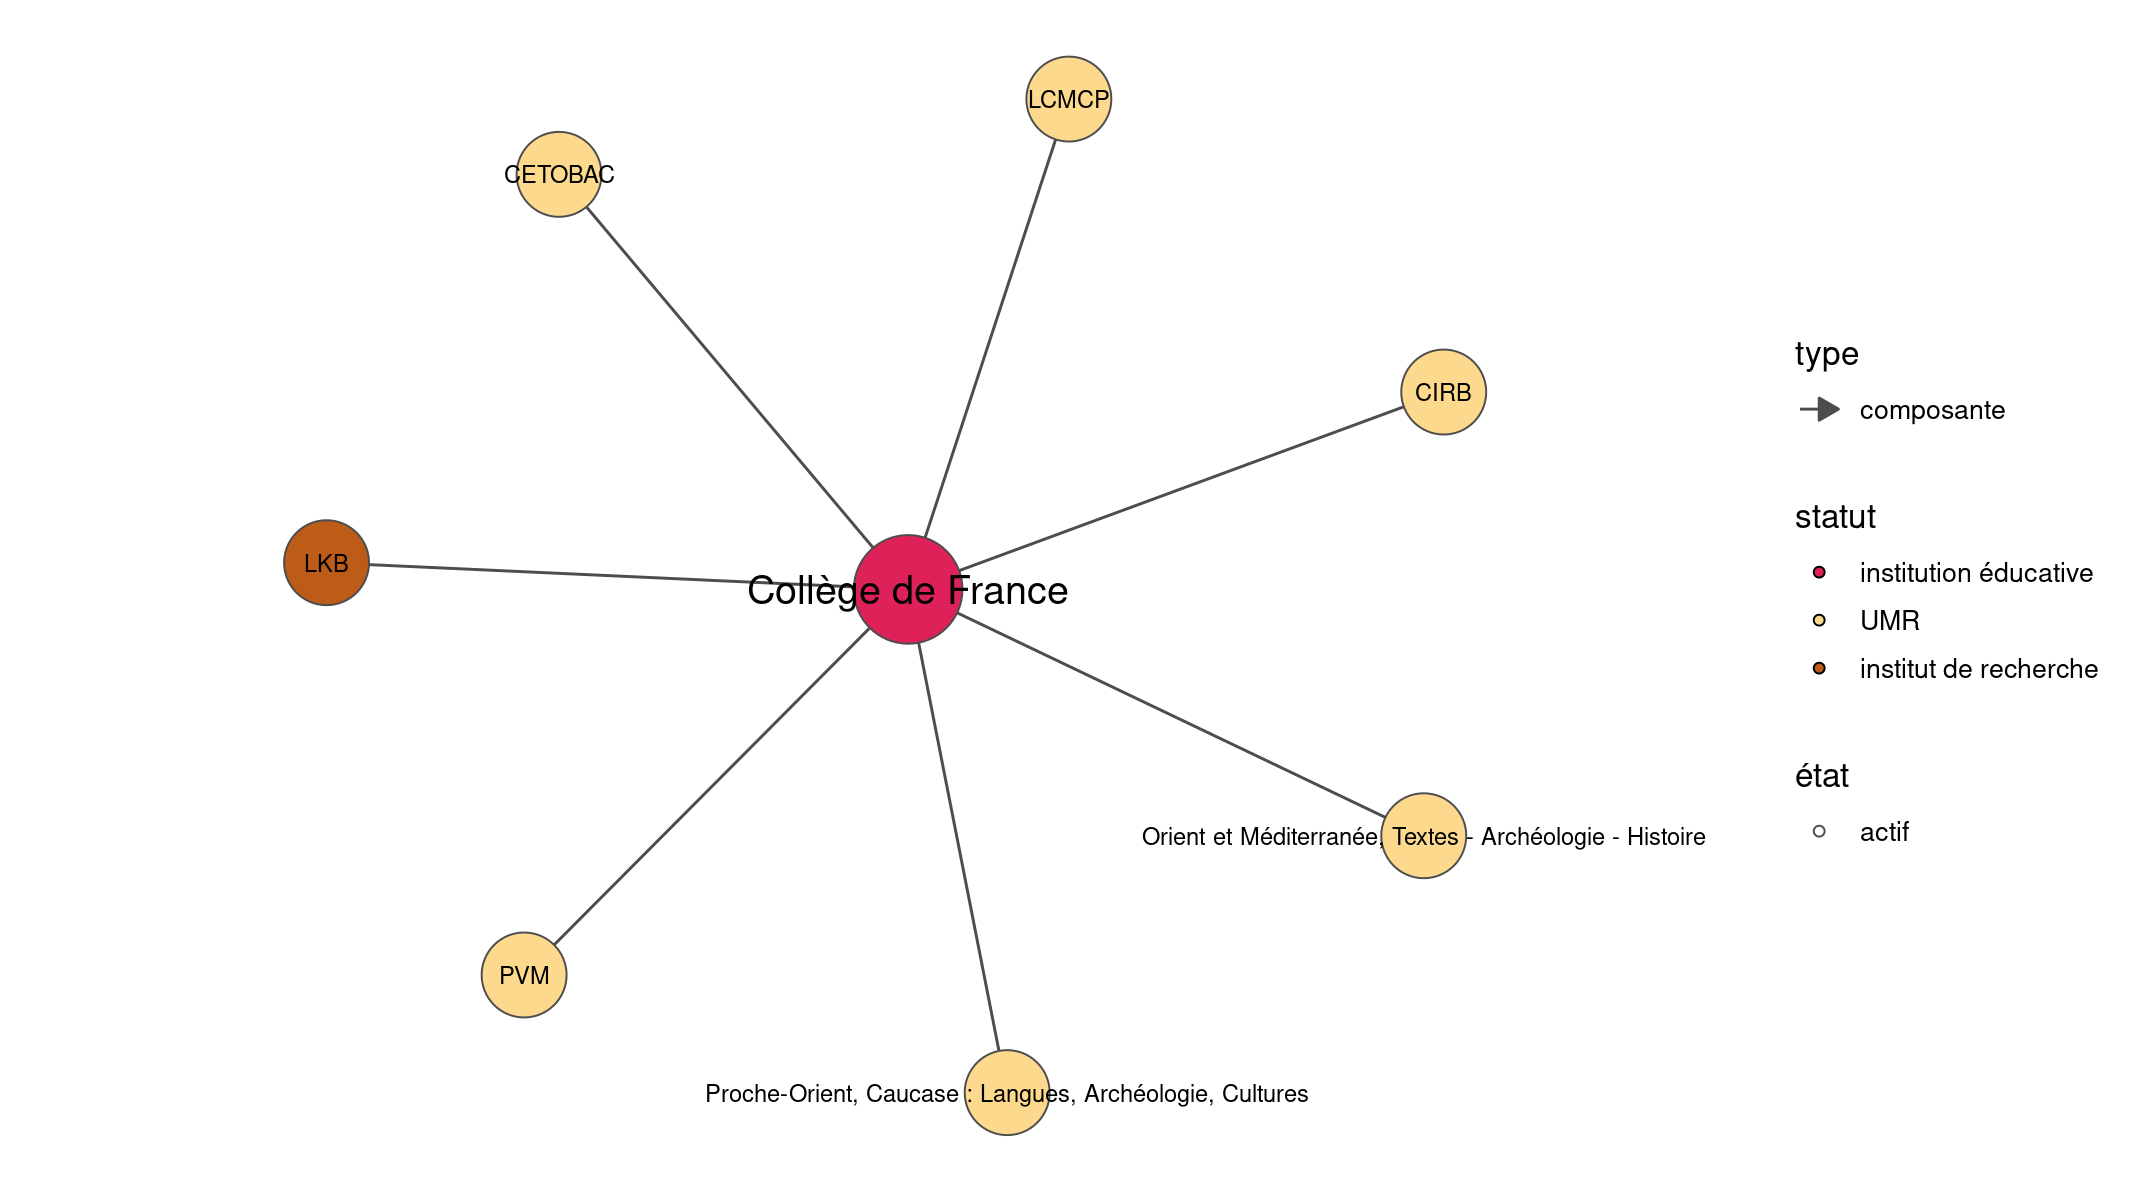 LCMCP
CETOBAC
CIRB
LKB
Collège de France
Orient et Méditerranée, Textes - Archéologie - Histoire
PVM
Proche-Orient, Caucase : Langues, Archéologie, Cultures
type
composante
statut
institution éducative
UMR
institut de recherche
état
actif